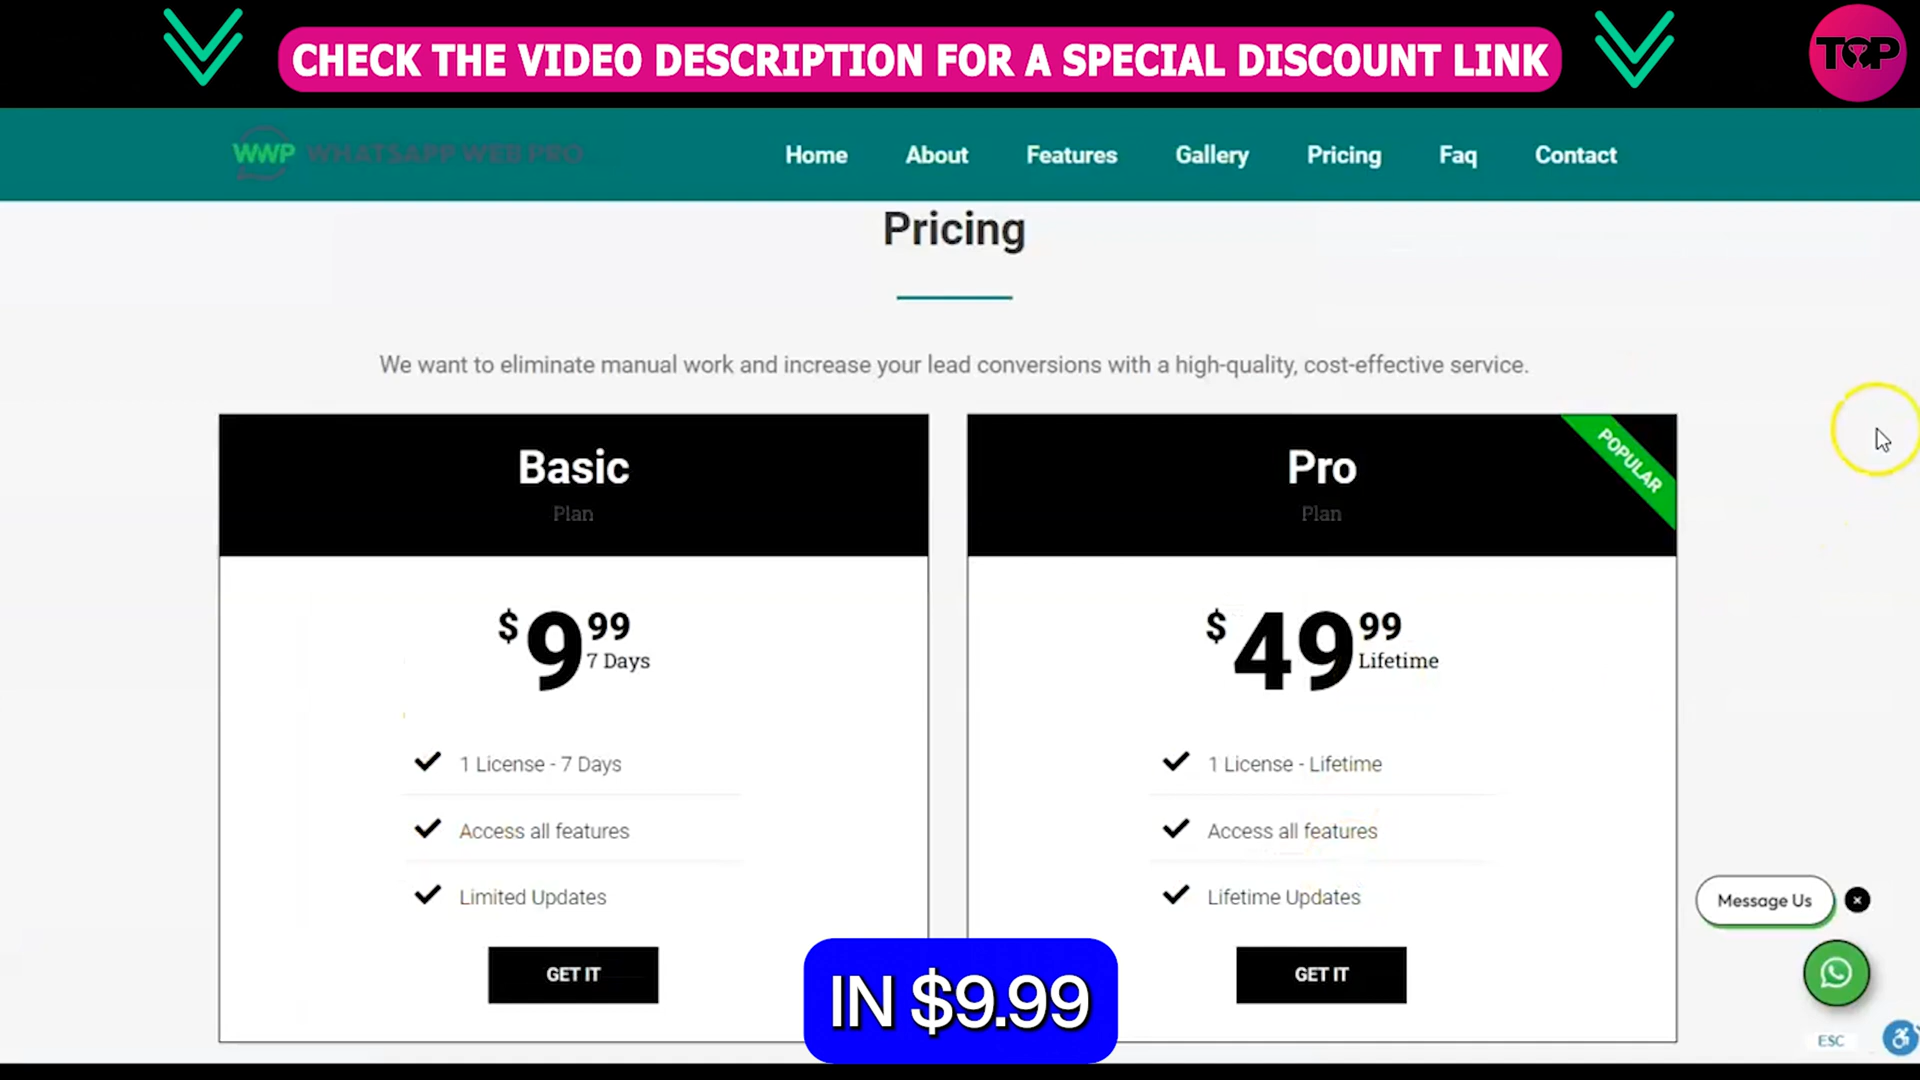 CHECK THE VIDEO DESCRIPTION FOR A SPECIAL DISCOUNT LINK
TOP
WWP WHATSAPP WEB PRO
Home About Features Gallery Pricing Faq Contact
Pricing
We want to eliminate manual work and increase your lead conversions with a high-quality, cost-effective service.
Basic
Plan
$9 99
7 Days
1 License - 7 Days
Access all features
Limited Updates
GET IT
Pro
Plan
POPULAR
$49 99
Lifetime
1 License - Lifetime
Access all features
Lifetime Updates
GET IT
Message Us
IN $9.99
ESC